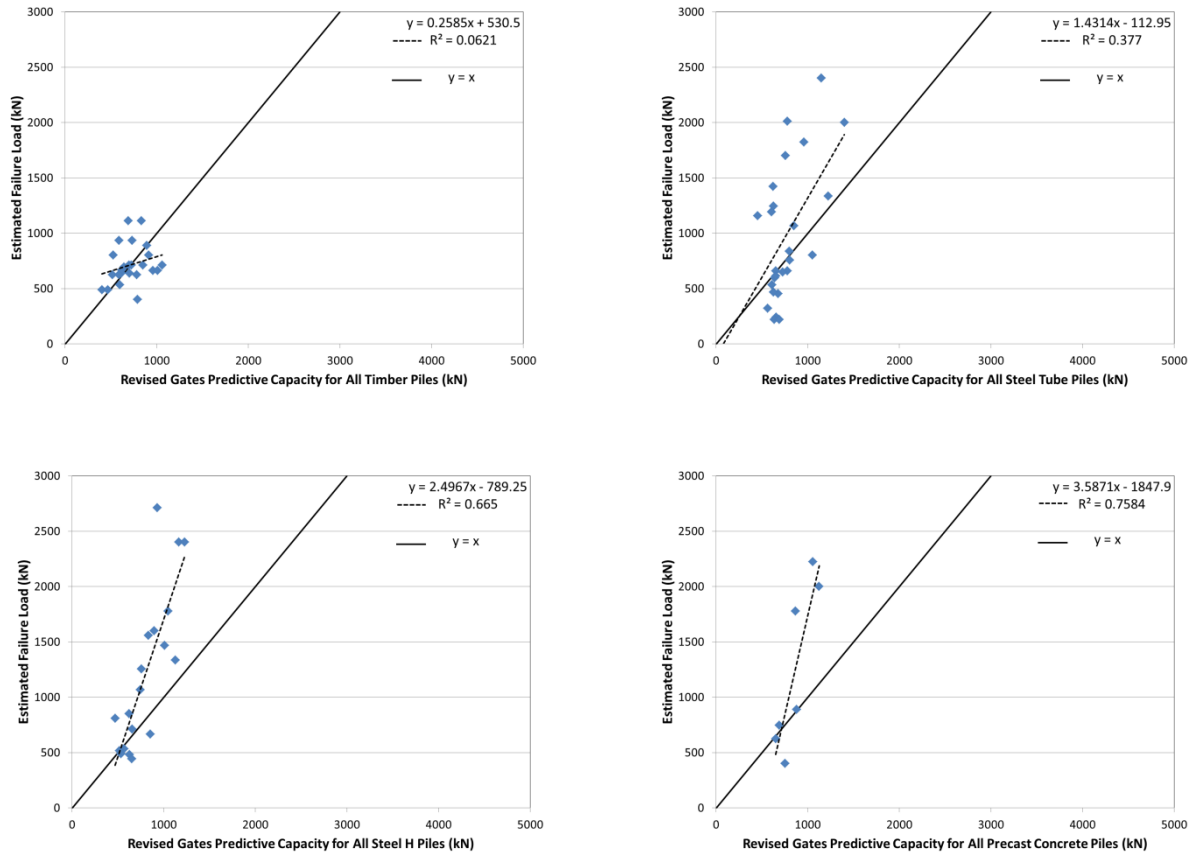 3000
2500
2000
1500
1000
500
0
Estimated Failure Load (kN)
y = 0.2585x + 530.5
R² = 0.0621
y = x
0 1000 2000 3000 4000 5000
Revised Gates Predictive Capacity for All Timber Piles (kN)
3000
2500
2000
1500
1000
500
0
Estimated Failure Load (kN)
y = 1.4314x - 112.95
R² = 0.377
y = x
0 1000 2000 3000 4000 5000
Revised Gates Predictive Capacity for All Steel Tube Piles (kN)
3000
2500
2000
1500
1000
500
0
Estimated Failure Load (kN)
y = 2.4967x - 789.25
R² = 0.665
y = x
0 1000 2000 3000 4000 5000
Revised Gates Predictive Capacity for All Steel H Piles (kN)
3000
2500
2000
1500
1000
500
0
Estimated Failure Load (kN)
y = 3.5871x - 1847.9
R² = 0.7584
y = x
0 1000 2000 3000 4000 5000
Revised Gates Predictive Capacity for All Precast Concrete Piles (kN)